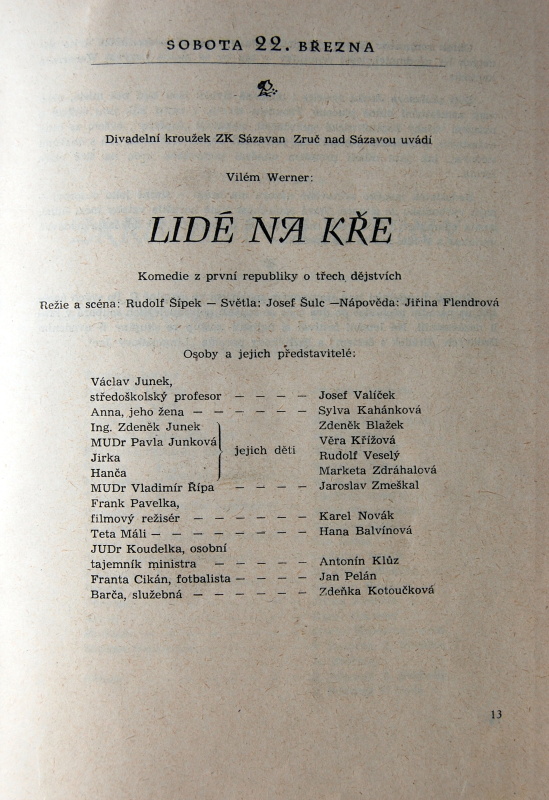 SOBOTA 22. BŘEZNA
Divadelní kroužek ZK Sázavan Zruč nad Sázavou uvádí
Vilém Werner:
LIDÉ NA KŘE
Komedie z první republiky o třech dějstvích
Režie a scéna: Rudolf Šípek — Světla: Josef Šulc —Nápověda: Jiřina Flendrová
Osoby a jejich představitelé:
Václav Junek,
středoškolský profesor — — — — Josef Valíček
Anna, jeho žena — — — — — — Sylva Kahánková
Ing. Zdeněk Junek Zdeněk Blažek
MUDr Pavla Junková Věra Křížová
jejich děti
Jirka Rudolf Veselý
Hanča Marketa Zdráhalová
MUDr Vladimír Řípa — — — — Jaroslav Zmeškal
Frank Pavelka,
filmový režisér — — — — — — Karel Novák
Teta Máli — — — — — — — — Hana Balvínová
JUDr Koudelka, osobní
tajemník ministra — — — — — Antonín Klůz
Franta Cikán, fotbalista — — — — Jan Pelán
Barča, služebná — — — — — — Zdeňka Kotoučková
13